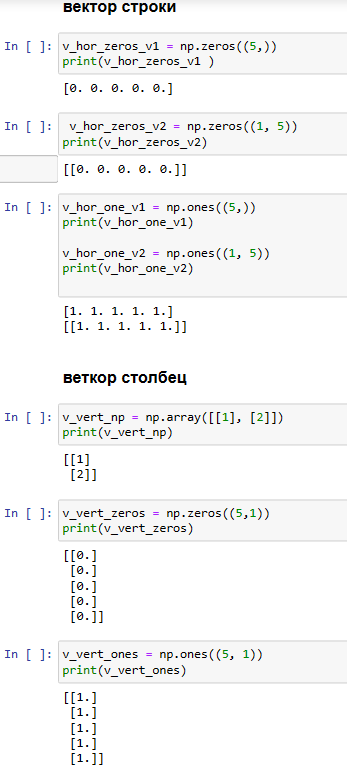 вектор строки
In [ ]: v_hor_zeros_v1 = np.zeros((5,))
print(v_hor_zeros_v1 )
[0. 0. 0. 0. 0.]
In [ ]: v_hor_zeros_v2 = np.zeros((1, 5))
print(v_hor_zeros_v2)
[[0. 0. 0. 0. 0.]]
In [ ]: v_hor_one_v1 = np.ones((5,))
print(v_hor_one_v1)
v_hor_one_v2 = np.ones((1, 5))
print(v_hor_one_v2)
[1. 1. 1. 1. 1.]
[[1. 1. 1. 1. 1.]]
веткор столбец
In [ ]: v_vert_np = np.array([[1], [2]])
print(v_vert_np)
[[1]
[2]]
In [ ]: v_vert_zeros = np.zeros((5,1))
print(v_vert_zeros)
[[0.]
[0.]
[0.]
[0.]
[0.]]
In [ ]: v_vert_ones = np.ones((5, 1))
print(v_vert_ones)
[[1.]
[1.]
[1.]
[1.]
[1.]]